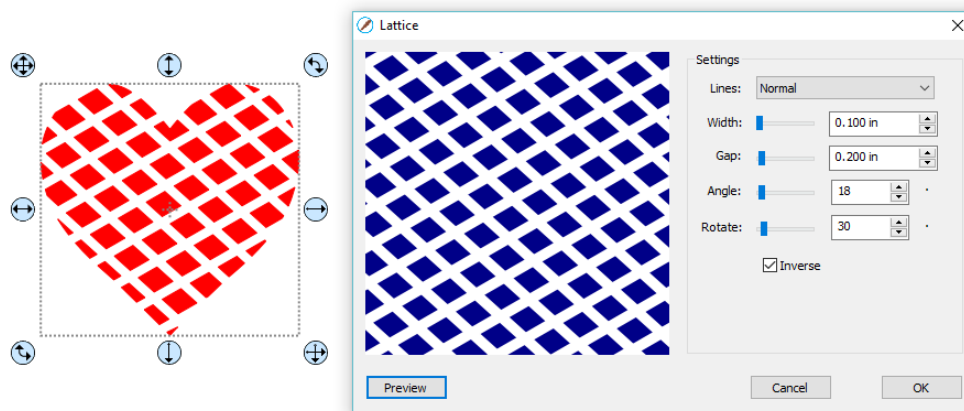 Lattice
Settings
Lines: Normal
Width: 0.100 in
Gap: 0.200 in
Angle: 18 °
Rotate: 30 °
Inverse
Preview Cancel OK